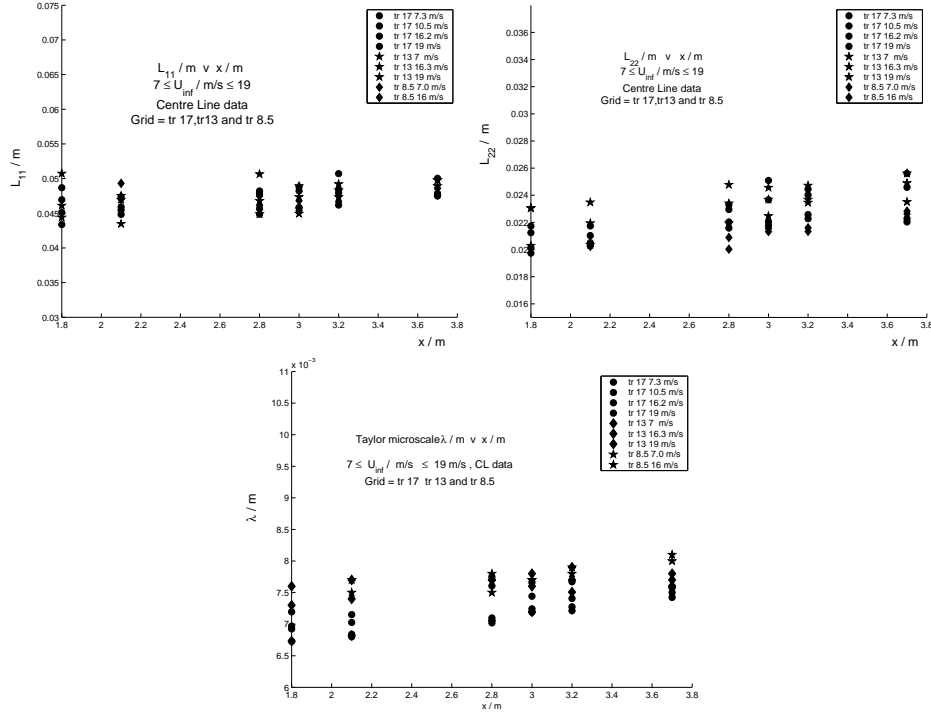 0.075
0.07
0.065
0.06
0.055
0.05
0.045
0.04
0.035
0.03
L11 / m
1.8 2 2.2 2.4 2.6 2.8 3 3.2 3.4 3.6 3.8
x / m
L11 / m v x / m
7 ≤ Uinf / m/s ≤ 19
Centre Line data
Grid = tr 17,tr13 and tr 8.5
tr 17 7.3 m/s
tr 17 10.5 m/s
tr 17 16.2 m/s
tr 17 19 m/s
tr 13 7 m/s
tr 13 16.3 m/s
tr 13 19 m/s
tr 8.5 7.0 m/s
tr 8.5 16 m/s
0.036
0.034
0.032
0.03
0.028
0.026
0.024
0.022
0.02
0.018
0.016
L22 / m
1.8 2 2.2 2.4 2.6 2.8 3 3.2 3.4 3.6 3.8
x / m
L22 / m v x / m
7 ≤ Uinf / m/s ≤ 19
Centre Line data
Grid = tr 17,tr13 and tr 8.5
tr 17 7.3 m/s
tr 17 10.5 m/s
tr 17 16.2 m/s
tr 17 19 m/s
tr 13 7 m/s
tr 13 16.3 m/s
tr 13 19 m/s
tr 8.5 7.0 m/s
tr 8.5 16 m/s
x 10⁻³
11
10.5
10
9.5
9
8.5
8
7.5
7
6.5
6
λ / m
1.8 2 2.2 2.4 2.6 2.8 3 3.2 3.4 3.6 3.8
x / m
Taylor microscaleλ / m v x / m
7 ≤ Uinf / m/s ≤ 19 m/s , CL data
Grid = tr 17 tr 13 and tr 8.5
tr 17 7.3 m/s
tr 17 10.5 m/s
tr 17 16.2 m/s
tr 17 19 m/s
tr 13 7 m/s
tr 13 16.3 m/s
tr 13 19 m/s
tr 8.5 7.0 m/s
tr 8.5 16 m/s